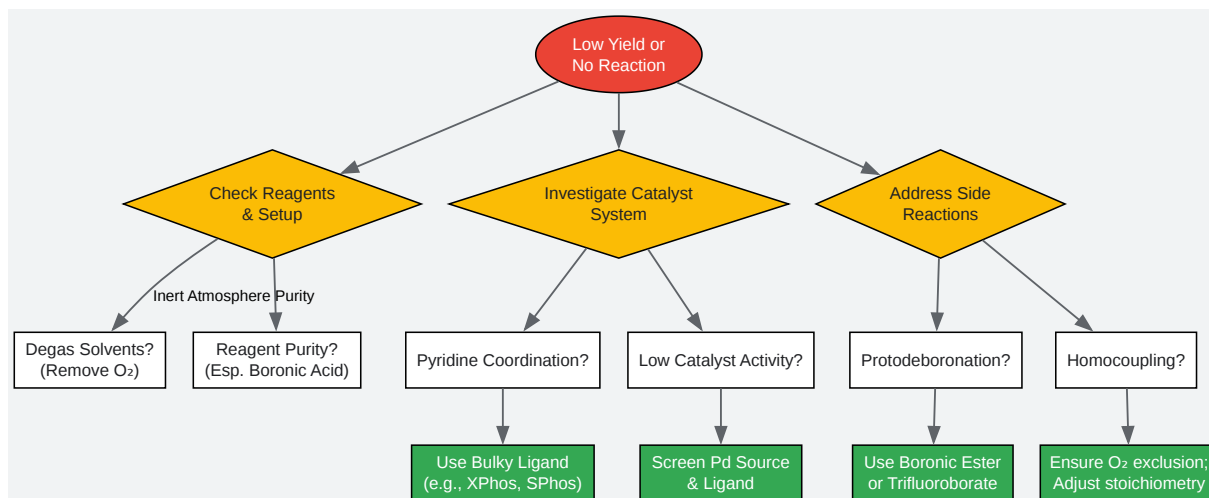 Low Yield or
No Reaction
Check Reagents
& Setup
Investigate Catalyst
System
Address Side
Reactions
Inert Atmosphere
Purity
Degas Solvents?
(Remove O₂)
Reagent Purity?
(Esp. Boronic Acid)
Pyridine Coordination?
Low Catalyst Activity?
Protodeboronation?
Homocoupling?
Use Bulky Ligand
(e.g., XPhos, SPhos)
Screen Pd Source
& Ligand
Use Boronic Ester
or Trifluoroborate
Ensure O₂ exclusion;
Adjust stoichiometry